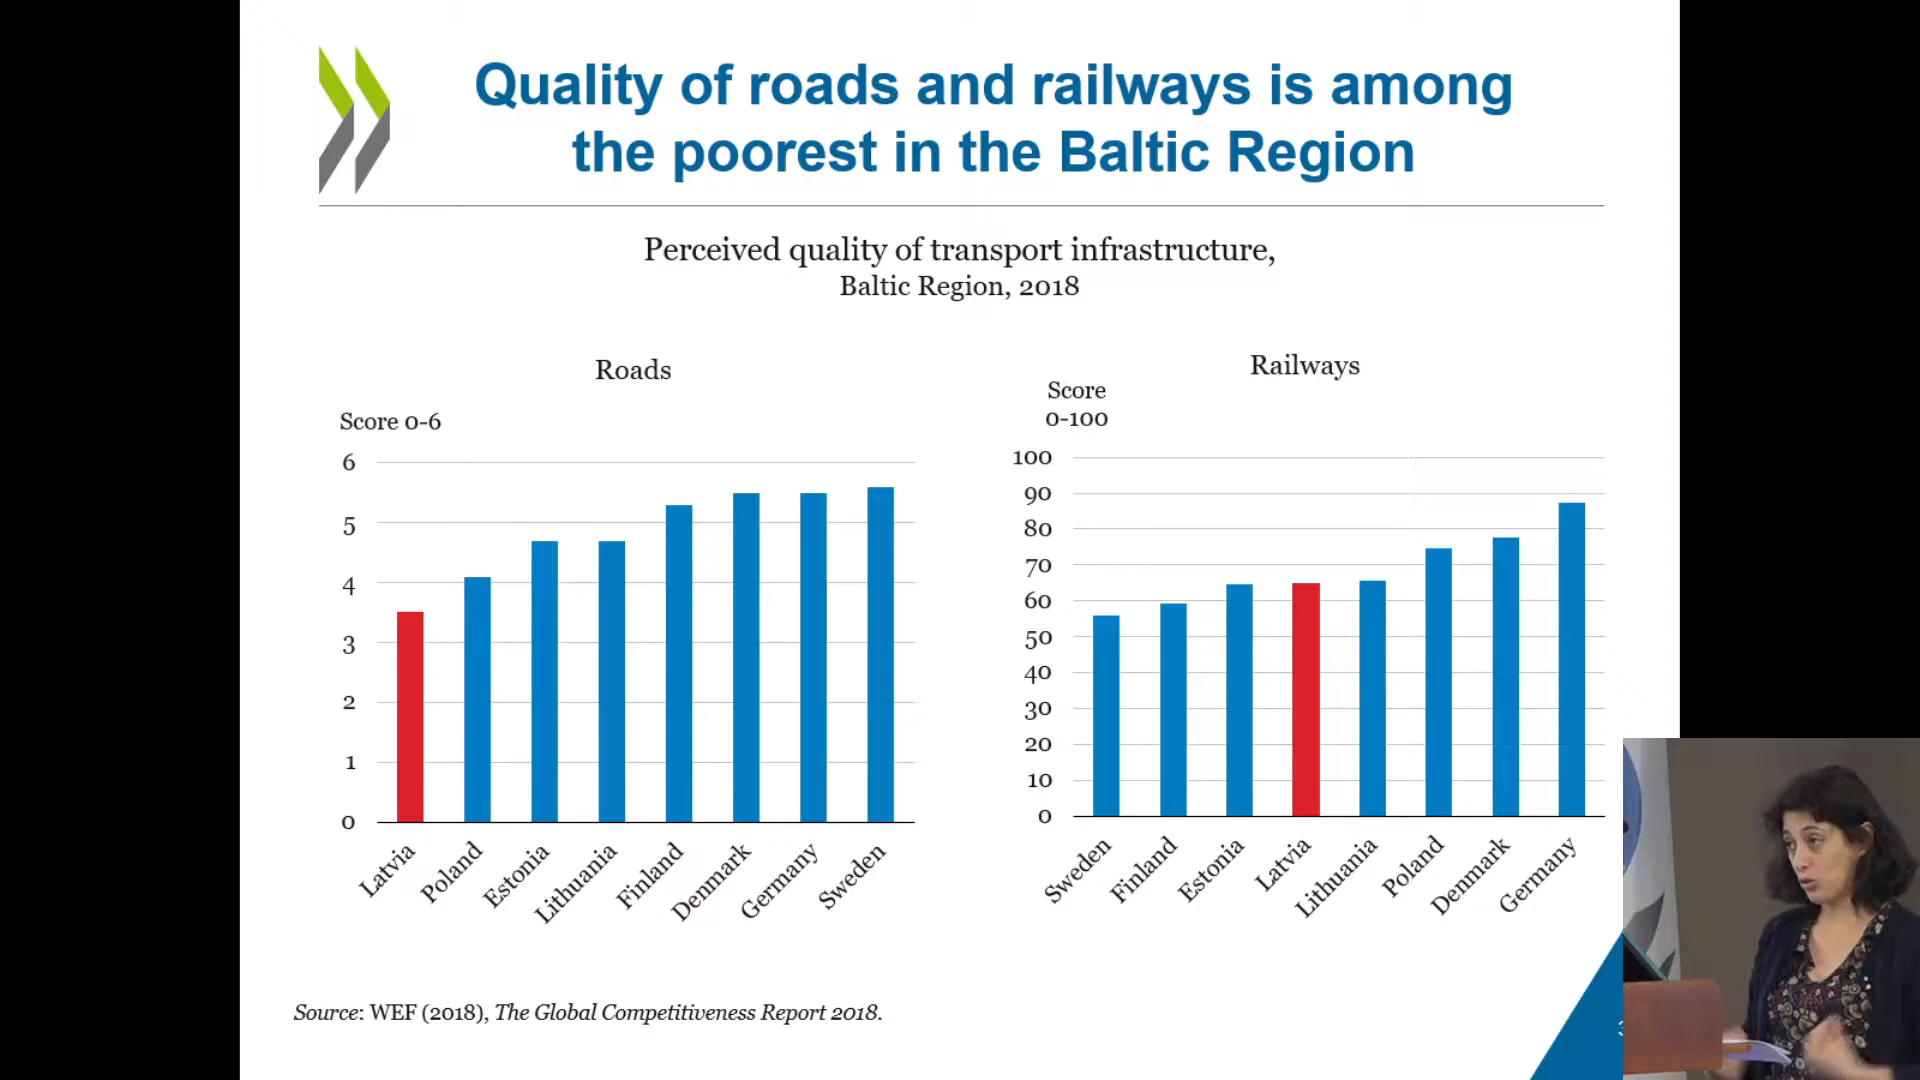 Quality of roads and railways is among
the poorest in the Baltic Region
Perceived quality of transport infrastructure,
Baltic Region, 2018
Roads
Score 0-6
6
5
4
3
2
1
0
Latvia
Poland
Estonia
Lithuania
Finland
Denmark
Germany
Sweden
Railways
Score
0-100
100
90
80
70
60
50
40
30
20
10
0
Sweden
Finland
Estonia
Latvia
Lithuania
Poland
Denmark
Germany
Source: WEF (2018), The Global Competitiveness Report 2018.